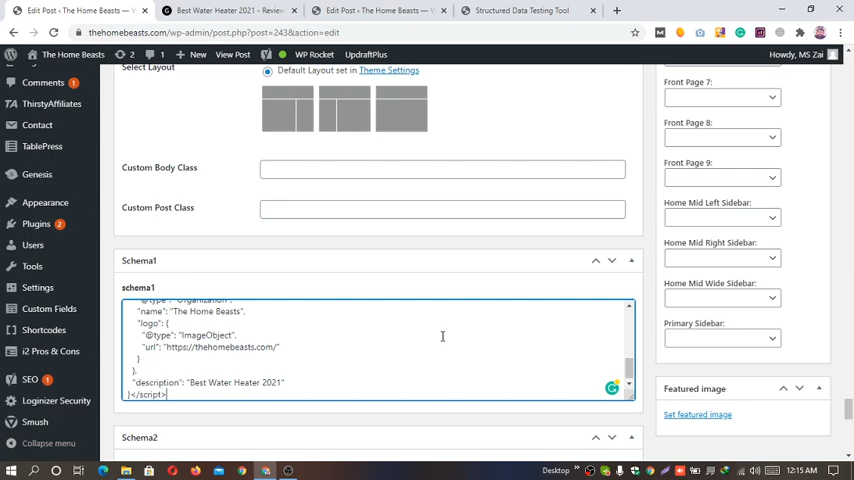 Edit Post ‹ The Home Beasts — W
Best Water Heater 2021 - Review
Edit Post ‹ The Home Beasts — W
Structured Data Testing Tool
thehomebeasts.com/wp-admin/post.php?post=243&action=edit
The Home Beasts
2
1
New
View Post
WP Rocket
UpdraftPlus
Howdy, MS Zai
Comments 1
ThirstyAffiliates
Contact
TablePress
Genesis
Appearance
Plugins 2
Users
Tools
Settings
Custom Fields
Shortcodes
i2 Pros & Cons
SEO 1
Loginizer Security
Smush
Collapse menu
Select Layout
Default Layout set in Theme Settings
Custom Body Class
Custom Post Class
Schema1
schema1
"@type": "Organization",
"name": "The Home Beasts",
"logo": {
"@type": "ImageObject",
"url": "https://thehomebeasts.com/"
}
},
"description": "Best Water Heater 2021"
}</script>
Schema2
Front Page 7:
Front Page 8:
Front Page 9:
Home Mid Left Sidebar:
Home Mid Right Sidebar:
Home Mid Wide Sidebar:
Primary Sidebar:
Featured image
Set featured image
Desktop
12:15 AM